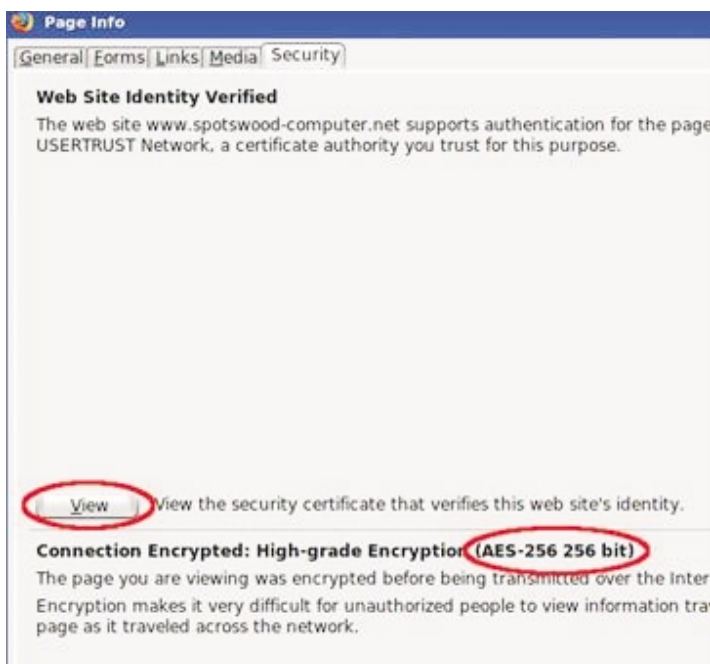 Page Info
General Forms Links Media Security
Web Site Identity Verified
The web site www.spotswood-computer.net supports authentication for the page
USERTRUST Network, a certificate authority you trust for this purpose.
View View the security certificate that verifies this web site's identity.
Connection Encrypted: High-grade Encryption (AES-256 256 bit)
The page you are viewing was encrypted before being transmitted over the
Encryption makes it very difficult for unauthorized people to view information
page as it traveled across the network.